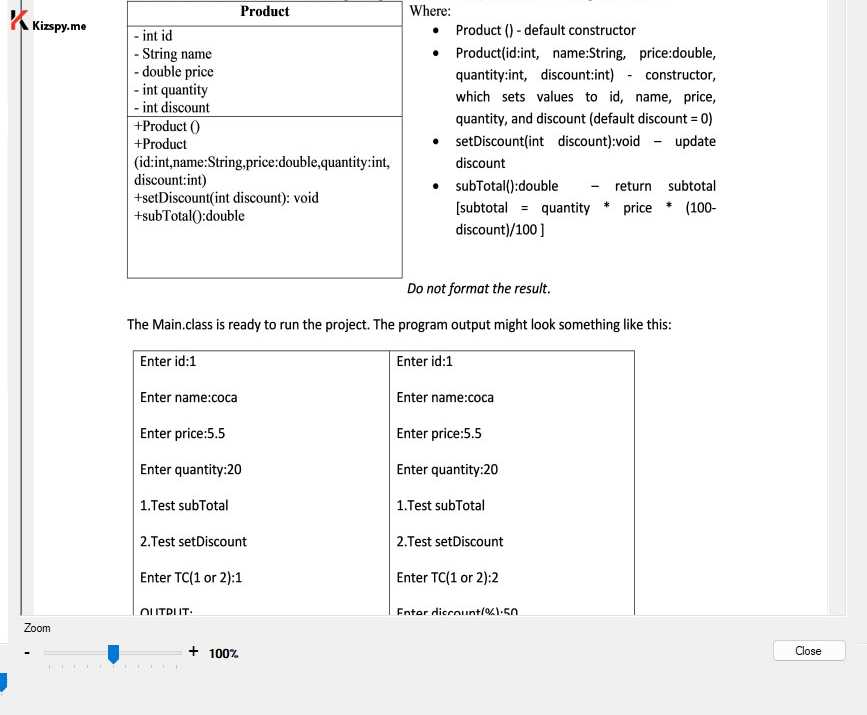 Kizspy.me
Product
- int id
- String name
- double price
- int quantity
- int discount
+Product ()
+Product
(id:int,name:String,price:double,quantity:int,
discount:int)
+setDiscount(int discount): void
+subTotal():double
Where:
• Product () - default constructor
• Product(id:int, name:String, price:double,
quantity:int, discount:int) - constructor,
which sets values to id, name, price,
quantity, and discount (default discount = 0)
• setDiscount(int discount):void – update
discount
• subTotal():double – return subtotal
[subtotal = quantity * price * (100-
discount)/100 ]
Do not format the result.
The Main.class is ready to run the project. The program output might look something like this:
Enter id:1
Enter name:coca
Enter price:5.5
Enter quantity:20
1.Test subTotal
2.Test setDiscount
Enter TC(1 or 2):1
OUTPUT:
Enter id:1
Enter name:coca
Enter price:5.5
Enter quantity:20
1.Test subTotal
2.Test setDiscount
Enter TC(1 or 2):2
Enter discount(%):50
Zoom
- + 100%
Close